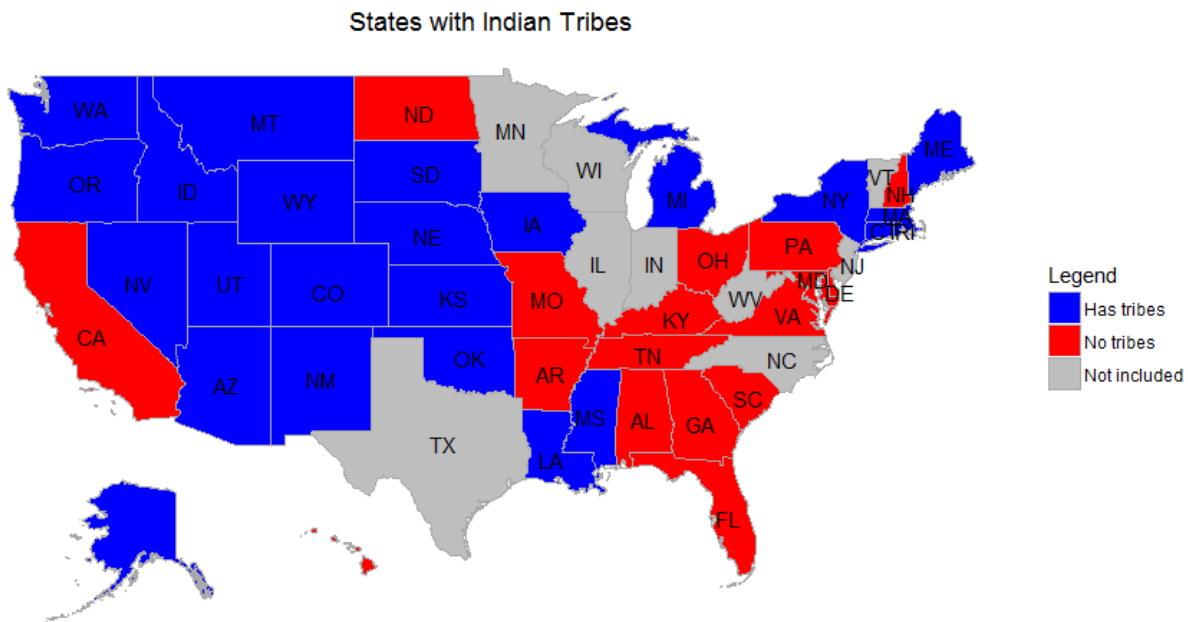 States with Indian Tribes
WA
MT
ND
MN
OR
ID
WY
SD
WI
MI
NY
VT
NH
ME
MA
CT
RI
NE
IA
IL
IN
OH
PA
NJ
NV
UT
CO
KS
MO
KY
WV
MD
DE
VA
CA
AZ
NM
OK
AR
TN
NC
SC
TX
LA
MS
AL
GA
FL
Legend
Has tribes
No tribes
Not included